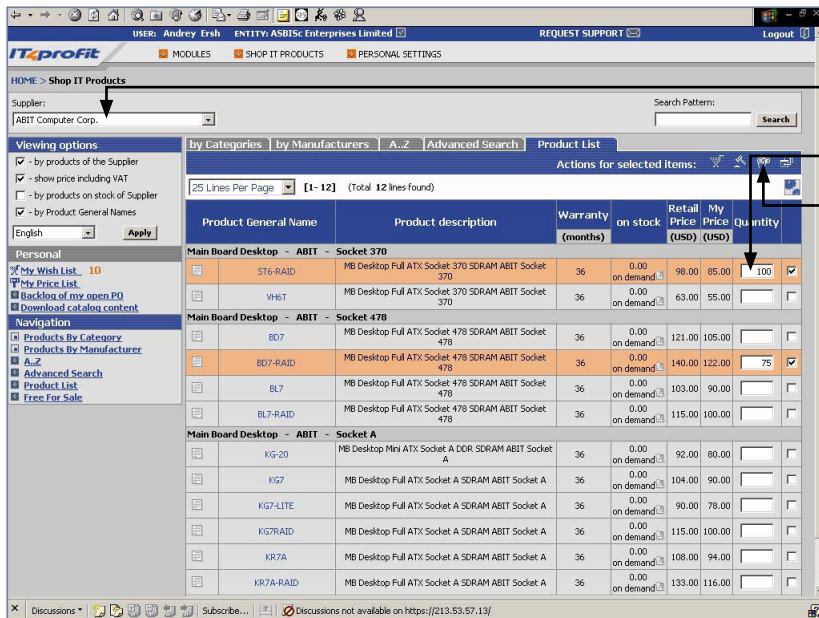 USER: Andrey Ersh ENTITY: ASBISc Enterprises Limited REQUEST SUPPORT Logout
IT4profit MODULES SHOP IT PRODUCTS PERSONAL SETTINGS
HOME > Shop IT Products
Supplier: Search Pattern:
ABIT Computer Corp. Search
Viewing options by Categories by Manufacturers A..Z Advanced Search Product List
- by products of the Supplier
- show price including VAT
- by products on stock of Supplier
- by Product General Names
English Apply
Personal
My Wish List 10
My Price List
Backlog of my open PO
Download catalog content
Navigation
Products By Category
Products By Manufacturer
A..Z
Advanced Search
Product List
Free For Sale
Actions for selected items:
25 Lines Per Page [1- 12] (Total 12 lines found)
Product General Name Product description Warranty (months) on stock Retail Price (USD) My Price (USD) Quantity
Main Board Desktop - ABIT - Socket 370
ST6-RAID MB Desktop Full ATX Socket 370 SDRAM ABIT Socket 370 36 0.00 on demand 98.00 85.00 100
VH6T MB Desktop Full ATX Socket 370 SDRAM ABIT Socket 370 36 0.00 on demand 63.00 55.00
Main Board Desktop - ABIT - Socket 478
BD7 MB Desktop Full ATX Socket 478 SDRAM ABIT Socket 478 36 0.00 on demand 121.00 105.00
BD7-RAID MB Desktop Full ATX Socket 478 SDRAM ABIT Socket 478 36 0.00 on demand 140.00 122.00 75
BL7 MB Desktop Full ATX Socket 478 SDRAM ABIT Socket 478 36 0.00 on demand 103.00 90.00
BL7-RAID MB Desktop Full ATX Socket 478 SDRAM ABIT Socket 478 36 0.00 on demand 115.00 100.00
Main Board Desktop - ABIT - Socket A
KG-20 MB Desktop Mini ATX Socket A DDR SDRAM ABIT Socket A 36 0.00 on demand 92.00 80.00
KG7 MB Desktop Full ATX Socket A SDRAM ABIT Socket A 36 0.00 on demand 104.00 90.00
KG7-LITE MB Desktop Full ATX Socket A SDRAM ABIT Socket A 36 0.00 on demand 90.00 78.00
KG7RAID MB Desktop Full ATX Socket A SDRAM ABIT Socket A 36 0.00 on demand 115.00 100.00
KR7A MB Desktop Full ATX Socket A SDRAM ABIT Socket A 36 0.00 on demand 108.00 94.00
KR7A-RAID MB Desktop Full ATX Socket A SDRAM ABIT Socket A 36 0.00 on demand 133.00 116.00
Discussions Subscribe... Discussions not available on https://213.53.57.13/